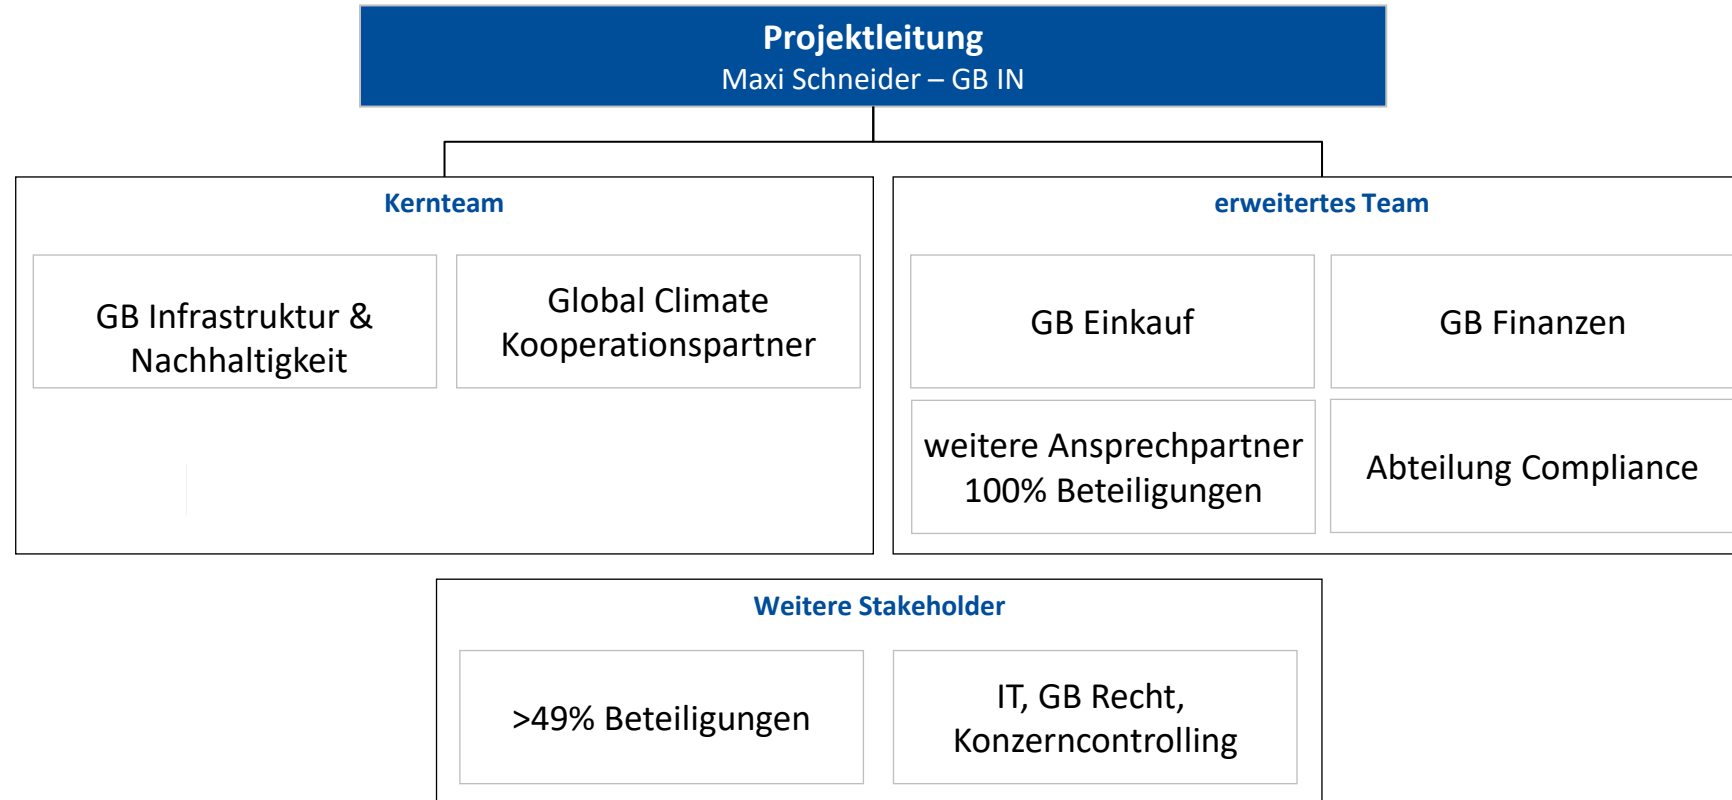 Projektleitung
Maxi Schneider – GB IN
Kernteam
GB Infrastruktur &
Nachhaltigkeit
Global Climate
Kooperationspartner
erweitertes Team
GB Einkauf
GB Finanzen
weitere Ansprechpartner
100% Beteiligungen
Abteilung Compliance
Weitere Stakeholder
>49% Beteiligungen
IT, GB Recht,
Konzerncontrolling